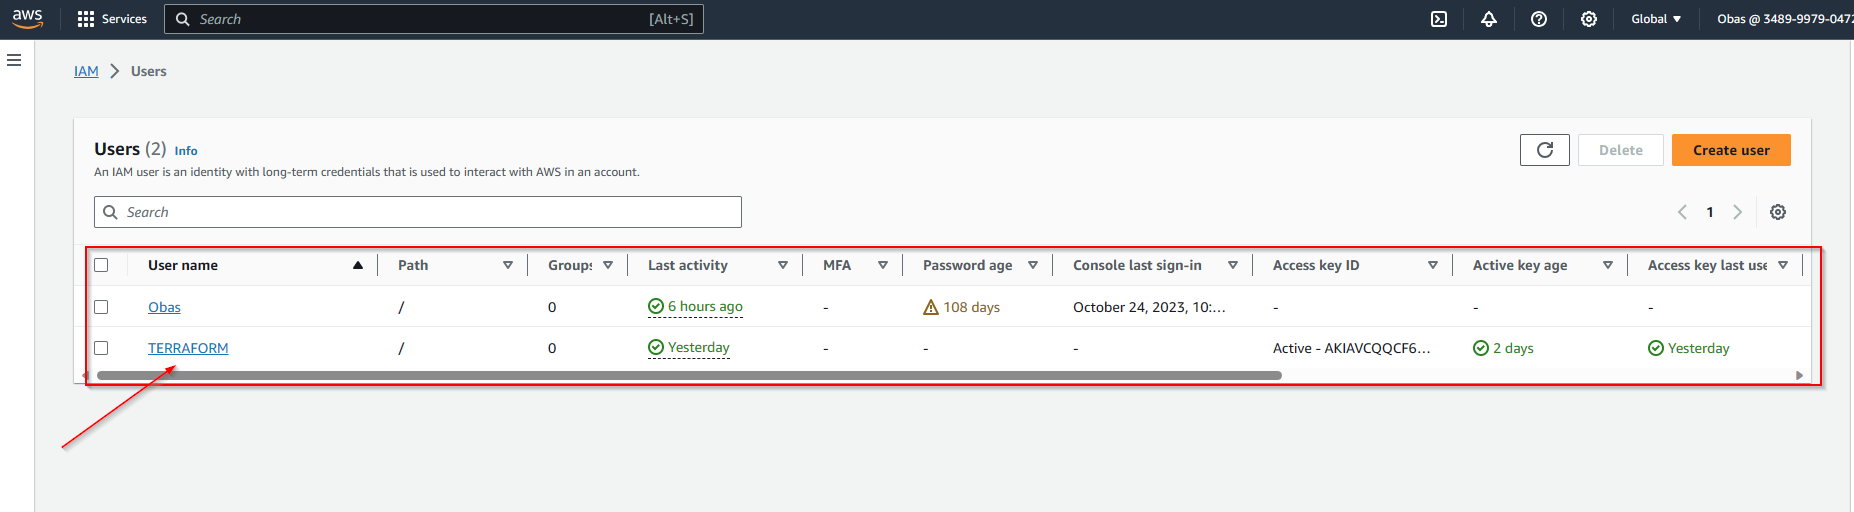 aws Services Search [Alt+S] Global Obas @ 3489-9979-0472
IAM > Users
Users (2) Info
Delete Create user
An IAM user is an identity with long-term credentials that is used to interact with AWS in an account.
Search
1
User name Path Groups Last activity MFA Password age Console last sign-in Access key ID Active key age Access key last use
Obas / 0 6 hours ago - 108 days October 24, 2023, 10:... - - -
TERRAFORM / 0 Yesterday - - - Active - AKIAVCQQCF6... 2 days Yesterday